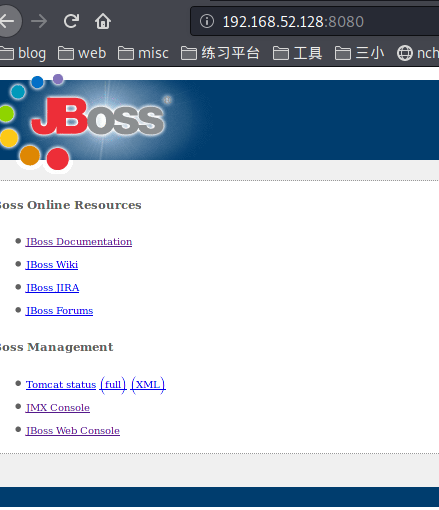 192.168.52.128:8080
blog web misc 练习平台 工具 三小 nch
JBoss
Boss Online Resources
JBoss Documentation
JBoss Wiki
JBoss JIRA
JBoss Forums
Boss Management
Tomcat status (full) (XML)
JMX Console
JBoss Web Console